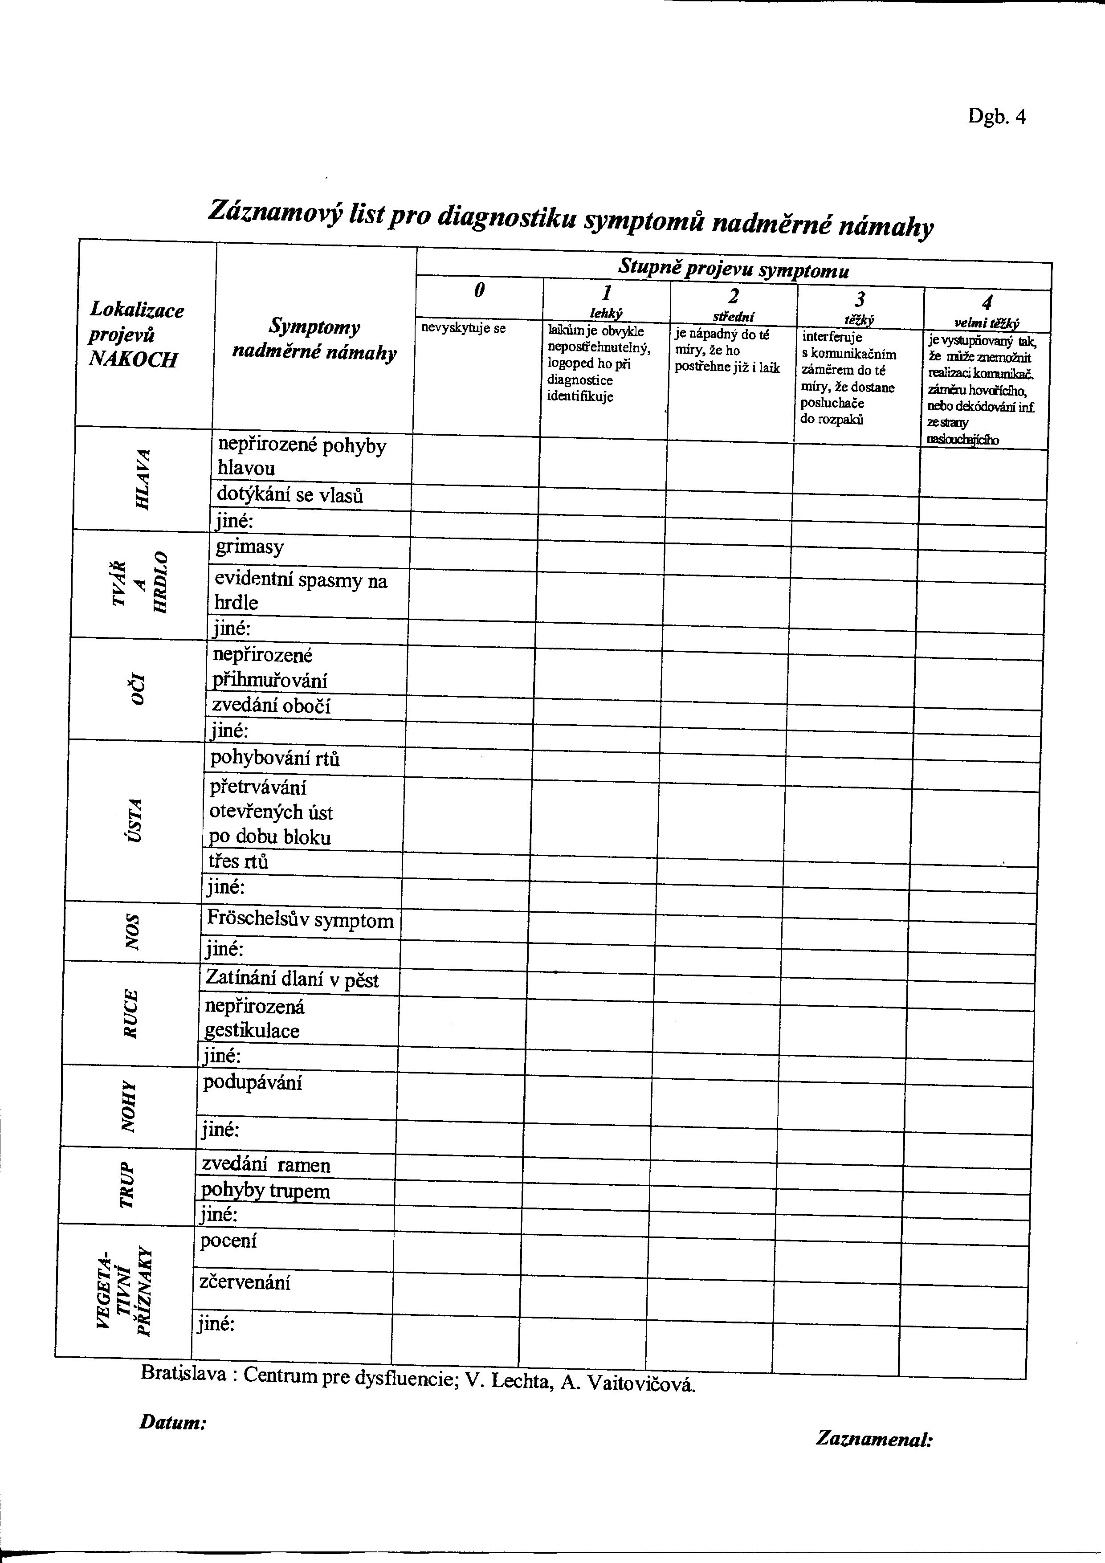 Dgb. 4
Záznamový list pro diagnostiku symptomů nadměrné námahy
Lokalizace
projevů
NAKOCH
Symptomy
nadměrné námahy
Stupně projevu symptomu
0
nevyskytuje se
1
lehký
laikům je obvykle
nepostřehnutelný,
logoped ho při
diagnostice
identifikuje
2
střední
je nápadný do té
míry, že ho
postřehne již i laik
3
těžký
interferuje
s komunikačním
záměrem do té
míry, že dostane
posluchače
do rozpaků
4
velmi těžký
je vystupňovaný tak,
že může znemožnit
realizaci komunikač.
záměru hovořícího,
nebo dekódování inf.
ze strany
naslouchajícího
HLAVA
nepřirozené pohyby
hlavou
dotýkání se vlasů
jiné:
TVÁŘ
A
HRDLO
grimasy
evidentní spasmy na
hrdle
jiné:
OČI
nepřirozené
přihmuřování
zvedání obočí
jiné:
ÚSTA
pohybování rtů
přetrvávání
otevřených úst
po dobu bloku
třes rtů
jiné:
NOS
Fröschelsův symptom
jiné:
RUCE
Zatínání dlaní v pěst
nepřirozená
gestikulace
jiné:
NOHY
podupávání
jiné:
TRUP
zvedání ramen
pohyby trupem
jiné:
VEGETA-
TIVNÍ
PŘÍZNAKY
pocení
zčervenání
jiné:
Bratislava : Centrum pre dysfluencie; V. Lechta, A. Vaitovičová.
Datum:
Zaznamenal: